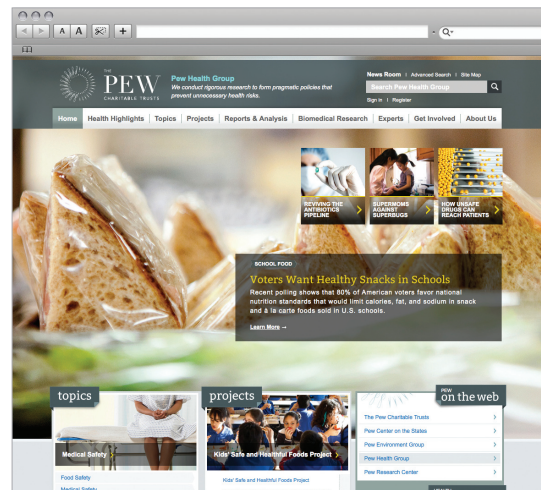 A A
THE
PEW
CHARITABLE TRUSTS
Pew Health Group
We conduct rigorous research to form pragmatic policies that
prevent unnecessary health risks.
News Room | Advanced Search | Site Map
Search Pew Health Group
Sign in | Register
Home Health Highlights Topics Projects Reports & Analysis Biomedical Research Experts Get Involved About Us
REVIVING THE
ANTIBIOTICS
PIPELINE
SUPERMOMS
AGAINST
SUPERBUGS
HOW UNSAFE
DRUGS CAN
REACH PATIENTS
SCHOOL FOOD
Voters Want Healthy Snacks in Schools
Recent polling shows that 80% of American voters favor national
nutrition standards that would limit calories, fat, and sodium in snack
and à la carte foods sold in U.S. schools.
Learn More →
topics
Medical Safety
Food Safety
Medical Safety
projects
Kids' Safe and Healthful Foods Project
Kids' Safe and Healthful Foods Project
PEW
on the web
The Pew Charitable Trusts
Pew Center on the States
Pew Environment Group
Pew Health Group
Pew Research Center